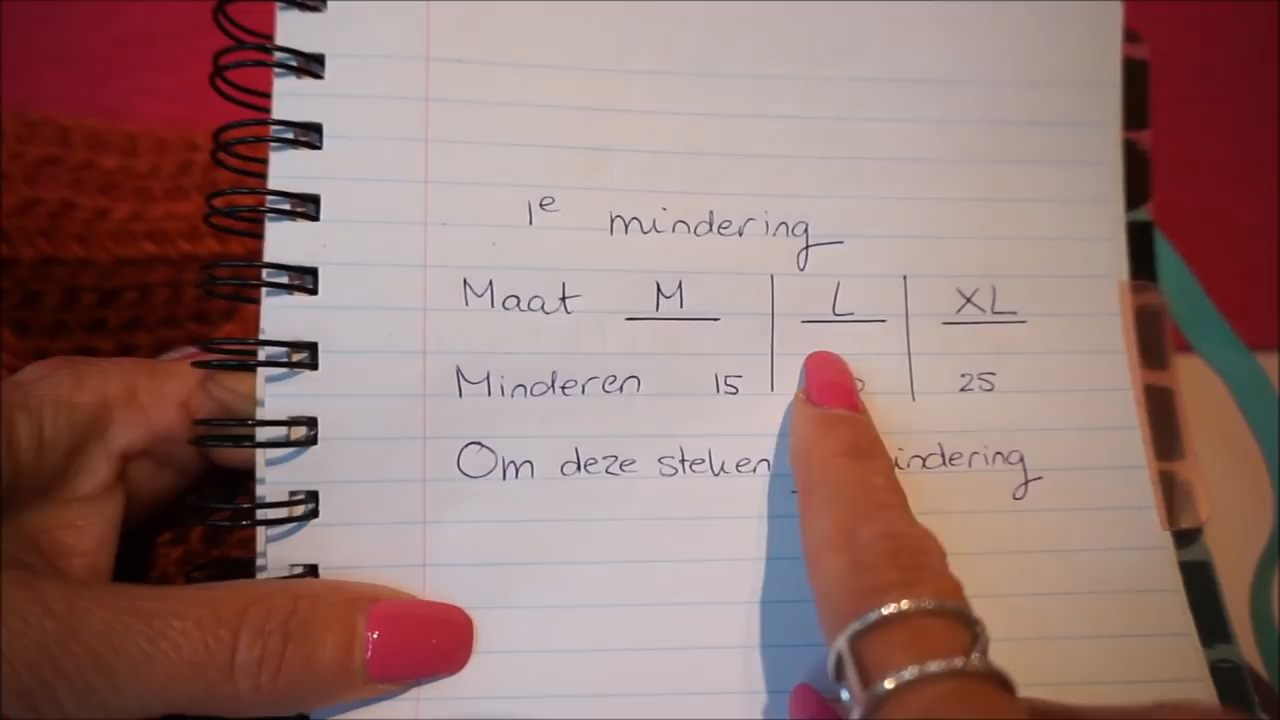 1e mindering
Maat M L XL
Minderen 15 25
Om deze steken